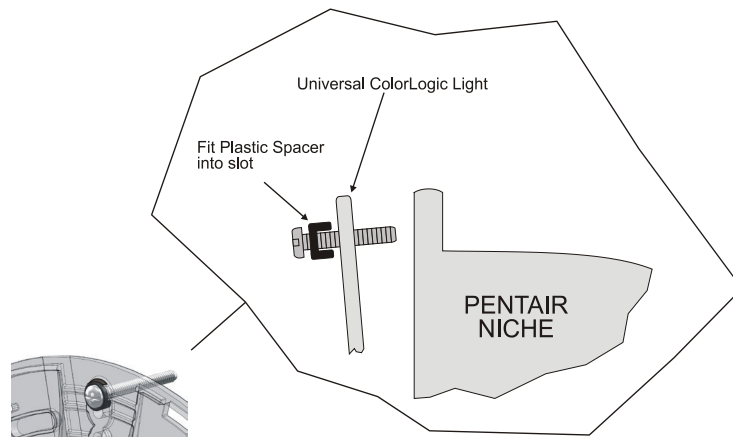 Universal ColorLogic Light
Fit Plastic Spacer
into slot
PENTAIR
NICHE